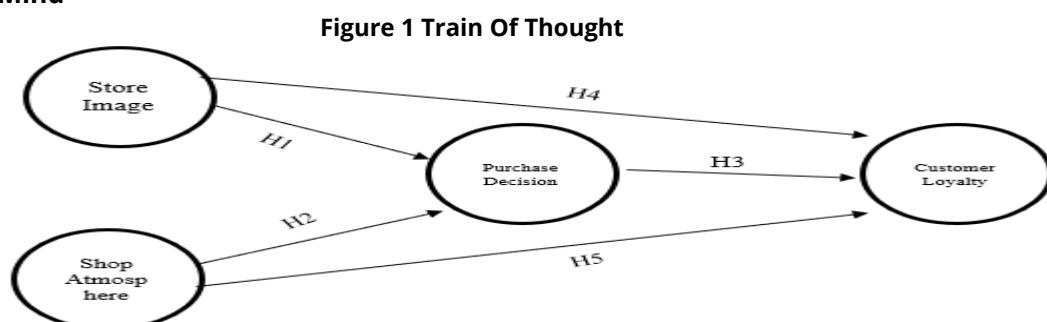 Figure 1 Train Of Thought
Store
Image
H4
H1
Purchase
Decision
H3
Customer
Loyalty
H2
Shop
Atmosp
here
H5